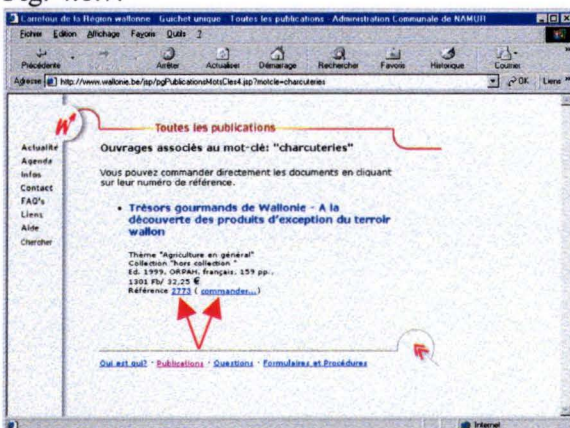 Carrefour de la Région wallonne Guichet unique Toutes les publications - Administration Communale de NAMUR
Fichier Edition Affichage Favoris Outils ?
Précédente Arrêter Actualiser Démarrage Rechercher Favoris Historique Courrier
Adresse http://www.wallonie.be/jsp/pgPublicationsMotsCles4.jsp?motcle=charcuteries OK Liens
W
Toutes les publications
Actualité
Agenda
Infos
Contact
FAQ's
Liens
Aide
Chercher
Ouvrages associés au mot-clé: "charcuteries"
Vous pouvez commander directement les documents en cliquant
sur leur numéro de référence.
• Trésors gourmands de Wallonie - A la
découverte des produits d'exception du terroir
wallon
Thème "Agriculture en général"
Collection "hors collection "
Ed. 1999, ORPAH, français, 159 pp.,
1301 Fb/ 32,25 €
Référence 2773 ( commander...)
Qui est qui? · Publications · Questions · Formulaires et Procédures
Internet